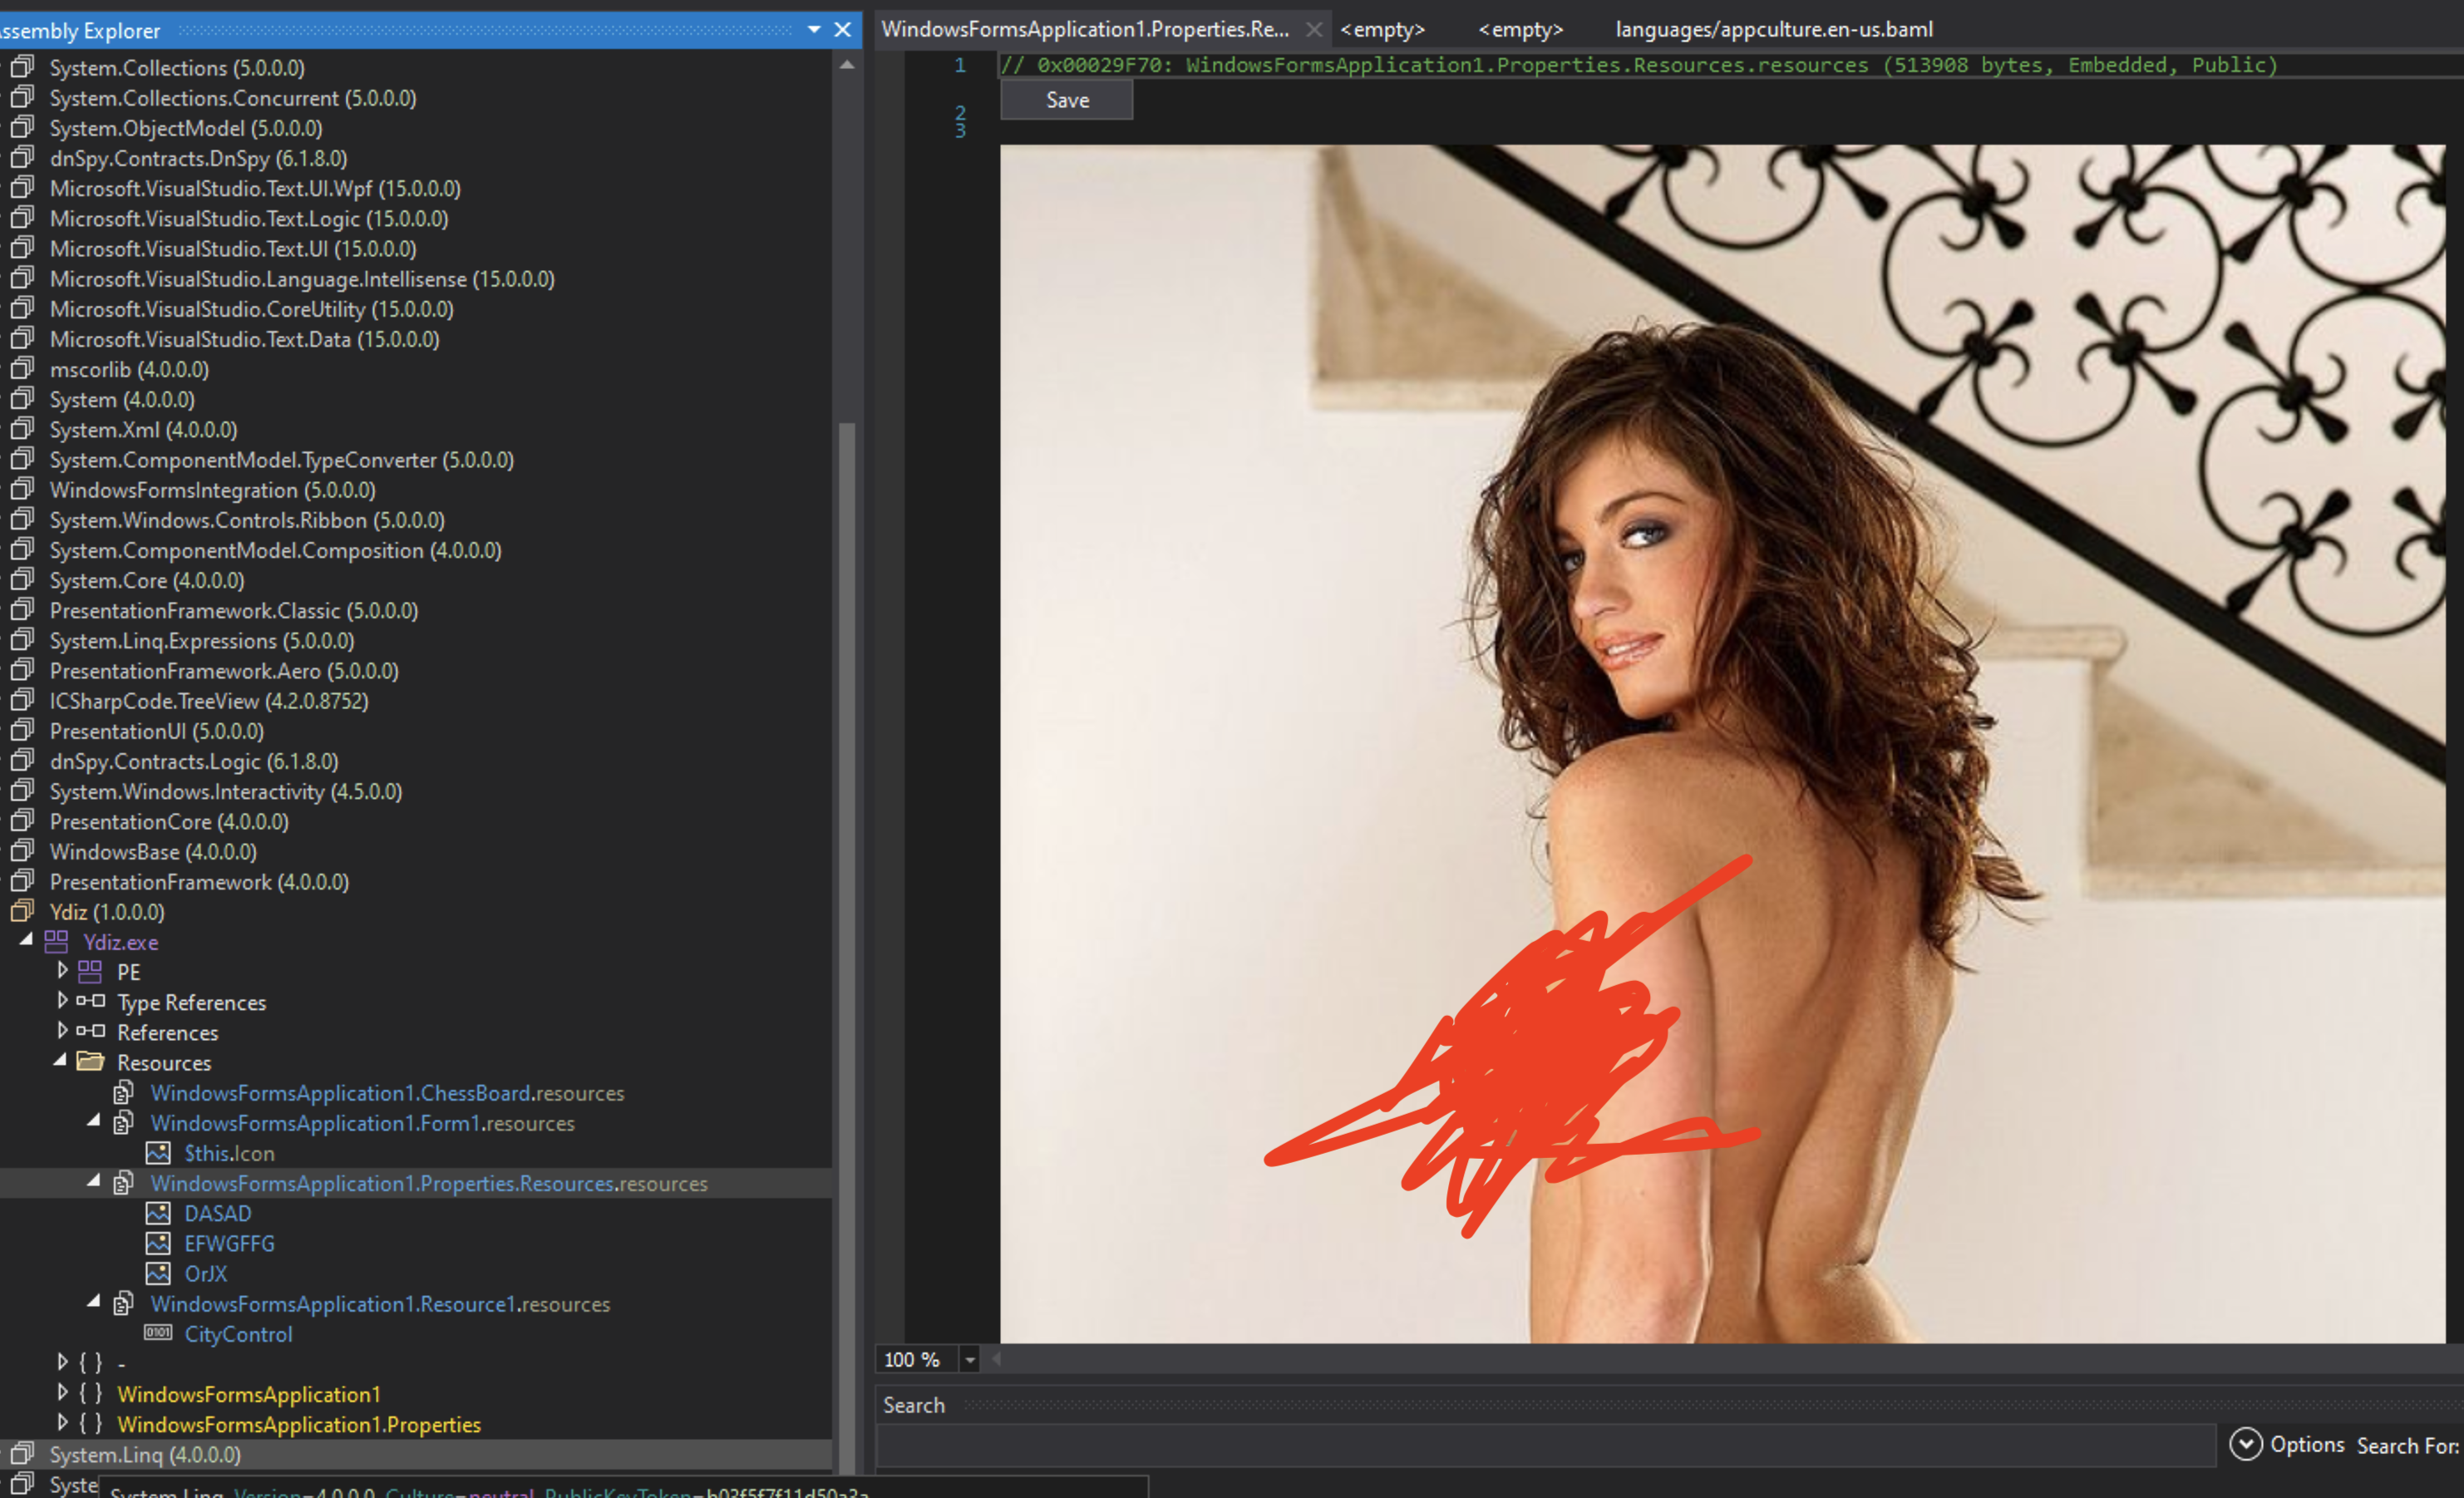 Assembly Explorer
System.Collections (5.0.0.0)
System.Collections.Concurrent (5.0.0.0)
System.ObjectModel (5.0.0.0)
dnSpy.Contracts.DnSpy (6.1.8.0)
Microsoft.VisualStudio.Text.UI.Wpf (15.0.0.0)
Microsoft.VisualStudio.Text.Logic (15.0.0.0)
Microsoft.VisualStudio.Text.UI (15.0.0.0)
Microsoft.VisualStudio.Language.Intellisense (15.0.0.0)
Microsoft.VisualStudio.CoreUtility (15.0.0.0)
Microsoft.VisualStudio.Text.Data (15.0.0.0)
mscorlib (4.0.0.0)
System (4.0.0.0)
System.Xml (4.0.0.0)
System.ComponentModel.TypeConverter (5.0.0.0)
WindowsFormsIntegration (5.0.0.0)
System.Windows.Controls.Ribbon (5.0.0.0)
System.ComponentModel.Composition (4.0.0.0)
System.Core (4.0.0.0)
PresentationFramework.Classic (5.0.0.0)
System.Linq.Expressions (5.0.0.0)
PresentationFramework.Aero (5.0.0.0)
ICSharpCode.TreeView (4.2.0.8752)
PresentationUI (5.0.0.0)
dnSpy.Contracts.Logic (6.1.8.0)
System.Windows.Interactivity (4.5.0.0)
PresentationCore (4.0.0.0)
WindowsBase (4.0.0.0)
PresentationFramework (4.0.0.0)
Ydiz (1.0.0.0)
Ydiz.exe
PE
Type References
References
Resources
WindowsFormsApplication1.ChessBoard.resources
WindowsFormsApplication1.Form1.resources
$this.Icon
WindowsFormsApplication1.Properties.Resources.resources
DASAD
EFWGFFG
OrJX
WindowsFormsApplication1.Resource1.resources
0101 CityControl
{ } -
{ } WindowsFormsApplication1
{ } WindowsFormsApplication1.Properties
System.Linq (4.0.0.0)
Syste
System.Linq, Version=4.0.0.0, Culture=neutral, PublicKeyToken=b03f5f7f11d50a3a
WindowsFormsApplication1.Properties.Re... <empty> <empty> languages/appculture.en-us.baml
1 // 0x00029F70: WindowsFormsApplication1.Properties.Resources.resources (513908 bytes, Embedded, Public)
Save
2
3
100 %
Search
Options Search For: